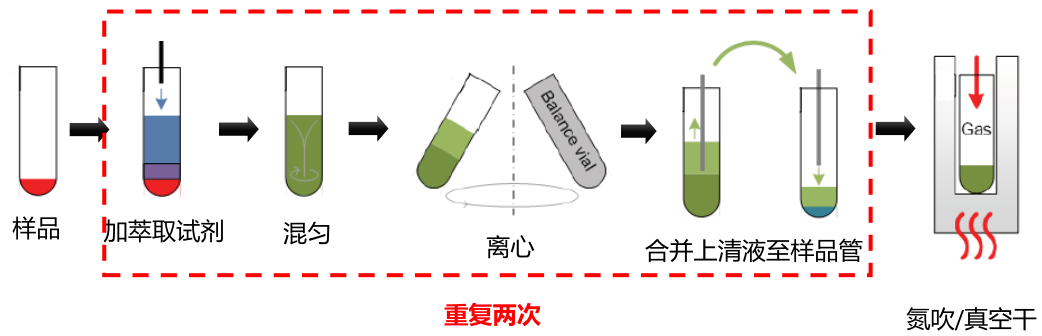 Balance vial
Gas
样品
加萃取试剂
混匀
离心
合并上清液至样品管
重复两次
氮吹/真空干